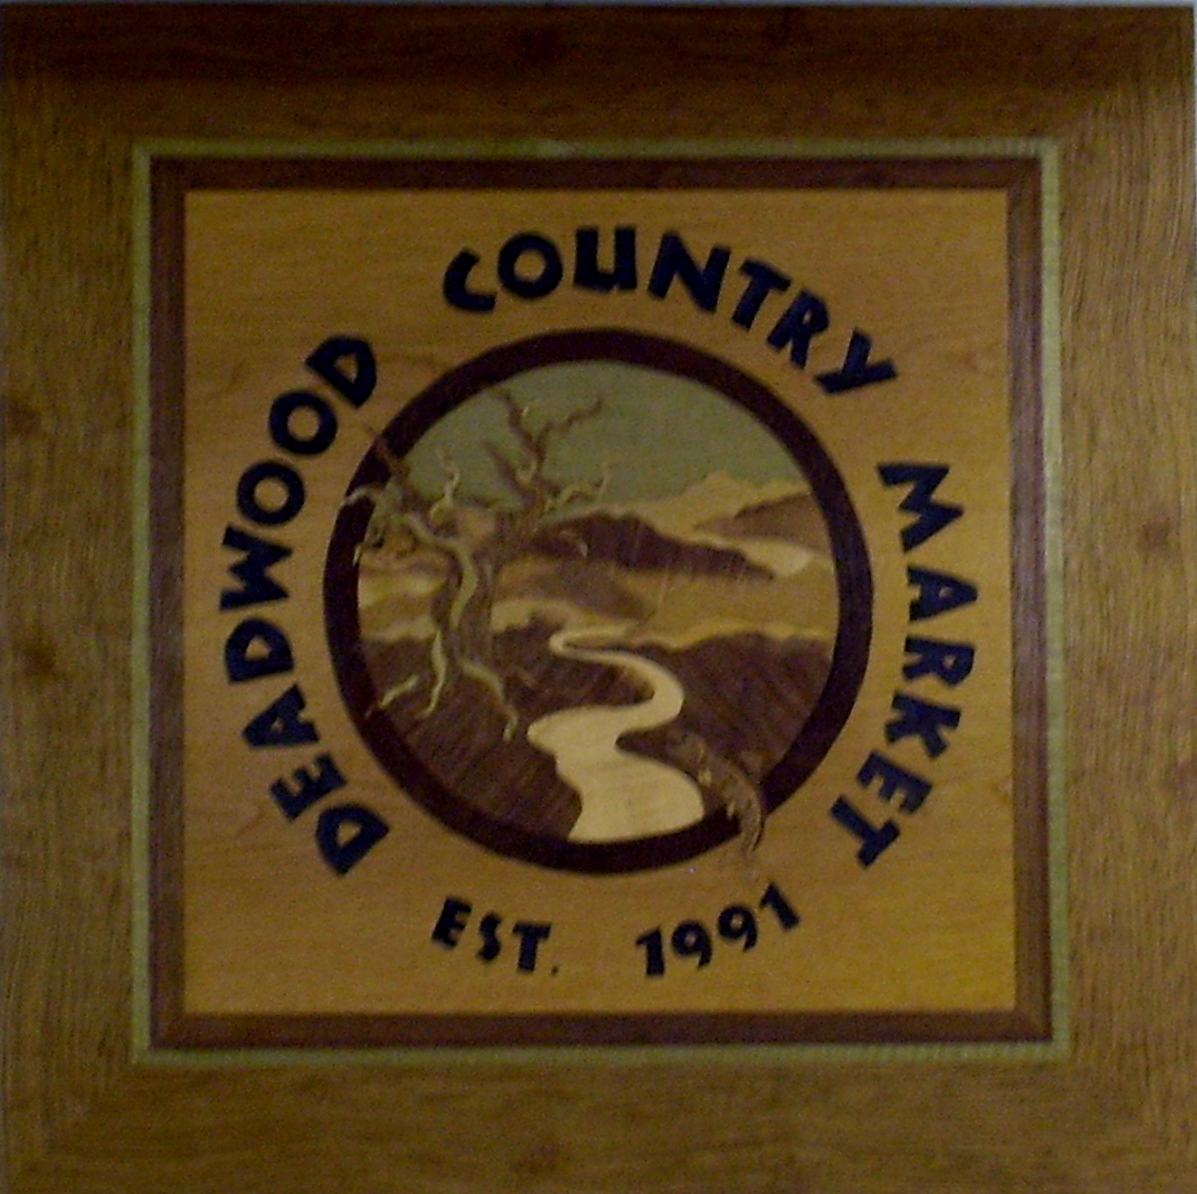 DEADWOOD COUNTRY MARKET
EST. 1991